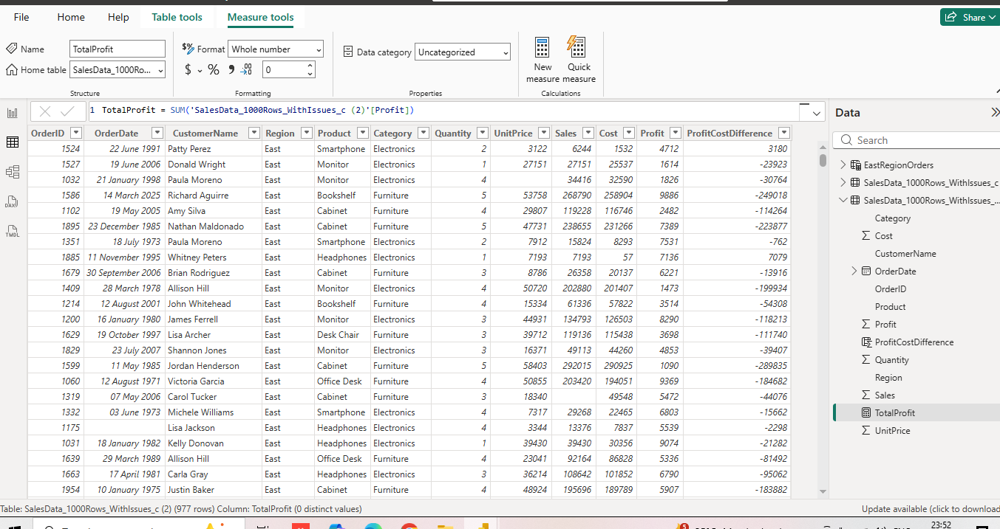 File Home Help Table tools Measure tools Share
Name TotalProfit $% Format Whole number Data category Uncategorized New measure Quick measure
Home table SalesData_1000Ro... $ % 9 .00 0
Structure Formatting Properties Calculations
1 TotalProfit = SUM('SalesData_1000Rows_WithIssues_c (2)'[Profit])
OrderID OrderDate CustomerName Region Product Category Quantity UnitPrice Sales Cost Profit ProfitCostDifference
1524 22 June 1991 Patty Perez East Smartphone Electronics 2 3122 6244 1532 4712 3180
1527 19 June 2006 Donald Wright East Monitor Electronics 1 27151 27151 25537 1614 -23923
1032 21 January 1998 Paula Moreno East Monitor Electronics 4 34416 32590 1826 -30764
1586 14 March 2025 Richard Aguirre East Bookshelf Furniture 5 53758 268790 258904 9886 -249018
1102 19 May 2005 Amy Silva East Cabinet Furniture 4 29807 119228 116746 2482 -114264
1895 23 December 1985 Nathan Maldonado East Cabinet Furniture 5 47731 238655 231266 7389 -223877
1351 18 July 1973 Paula Moreno East Smartphone Electronics 2 7912 15824 8293 7531 -762
1885 11 November 1995 Whitney Peters East Headphones Electronics 1 7193 7193 57 7136 7079
1679 30 September 2006 Brian Rodriguez East Cabinet Furniture 3 8786 26358 20137 6221 -13916
1409 28 March 1978 Allison Hill East Monitor Electronics 4 50720 202880 201407 1473 -199934
1214 12 August 2001 John Whitehead East Bookshelf Furniture 4 15334 61336 57822 3514 -54308
1200 16 January 1980 James Ferrell East Monitor Electronics 3 44931 134793 126503 8290 -118213
1629 19 October 1997 Lisa Archer East Desk Chair Furniture 3 39712 119136 115438 3698 -111740
1829 23 July 2007 Shannon Jones East Monitor Electronics 3 16371 49113 44260 4853 -39407
1599 11 May 1985 Jordan Henderson East Cabinet Furniture 5 58403 292015 290925 1090 -289835
1060 12 August 1971 Victoria Garcia East Office Desk Furniture 4 50855 203420 194051 9369 -184682
1319 07 May 2006 Carol Tucker East Cabinet Furniture 3 18340 49548 5472 -44076
1332 03 June 1973 Michele Williams East Smartphone Electronics 4 7317 29268 22465 6803 -15662
1175 Lisa Jackson East Headphones Electronics 4 3344 13376 7837 5539 -2298
1031 18 January 1982 Kelly Donovan East Headphones Electronics 1 39430 39430 30356 9074 -21282
1639 29 March 1989 Allison Hill East Office Desk Furniture 4 23041 92164 86828 5336 -81492
1663 17 April 1981 Carla Gray East Headphones Electronics 3 36214 108642 101852 6790 -95062
1954 10 January 1975 Justin Baker East Cabinet Furniture 4 48924 195696 189789 5907 -183882
DAX
TMDL
Data
Search
EastRegionOrders
SalesData_1000Rows_WithIssues_c
SalesData_1000Rows_WithIssues_...
Category
Cost
CustomerName
OrderDate
OrderID
Product
Profit
ProfitCostDifference
Quantity
Region
Sales
TotalProfit
UnitPrice
Table: SalesData_1000Rows_WithIssues_c (2) (977 rows) Column: TotalProfit (0 distinct values) Update available (click to download
5 23:52